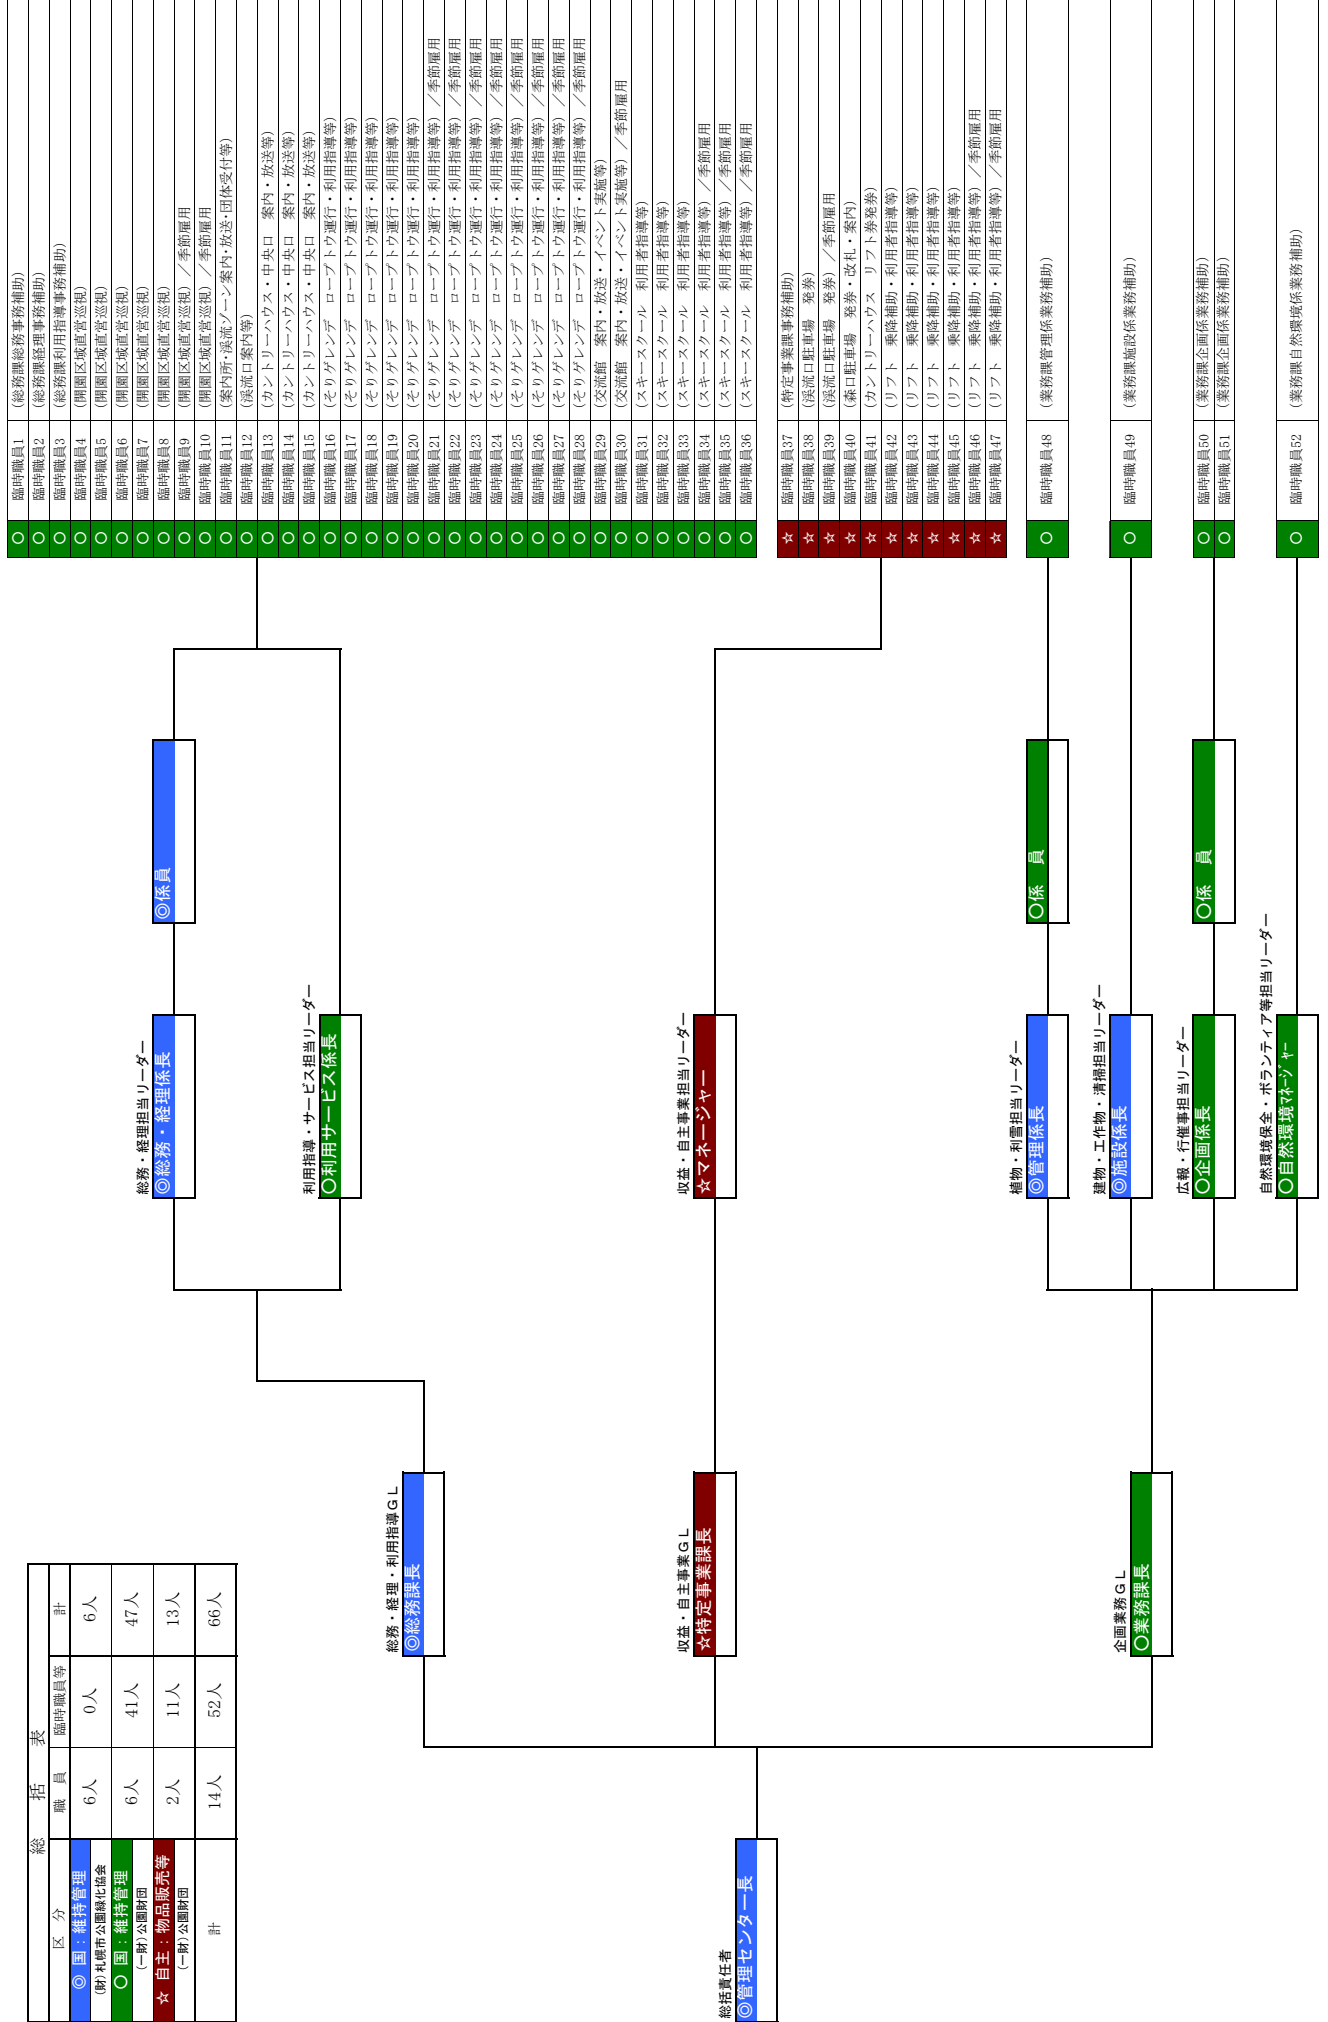 総　括　表
区　分　職　員　臨時職員等　計
◎ 国：維持管理　6人　0人　6人
(財)札幌市公園緑化協会
〇 国：維持管理　6人　41人　47人
(一財)公園財団
☆ 自主：物品販売等　2人　11人　13人
(一財)公園財団
計　14人　52人　66人
総括責任者
◎管理センター長
総務・経理・利用指導ＧＬ
◎総務課長
収益・自主事業ＧＬ
☆特定事業課長
企画業務ＧＬ
〇業務課長
総務・経理担当リーダー
◎総務・経理係長
利用指導・サービス担当リーダー
〇利用サービス係長
収益・自主事業担当リーダー
☆マネージャー
植物・利雪担当リーダー
◎管理係長
建物・工作物・清掃担当リーダー
◎施設係長
広報・行催事担当リーダー
〇企画係長
自然環境保全・ボランティア等担当リーダー
〇自然環境ﾏﾈｰｼﾞｬｰ
◎係員
〇係　員
〇係　員
〇 臨時職員1 （総務課総務事務補助）
〇 臨時職員2 （総務課経理事務補助）
〇 臨時職員3 （総務課利用指導事務補助）
〇 臨時職員4 （開園区域直営巡視）
〇 臨時職員5 （開園区域直営巡視）
〇 臨時職員6 （開園区域直営巡視）
〇 臨時職員7 （開園区域直営巡視）
〇 臨時職員8 （開園区域直営巡視）
〇 臨時職員9 （開園区域直営巡視）／季節雇用
〇 臨時職員10 （開園区域直営巡視）／季節雇用
〇 臨時職員11 （案内所・渓流ゾーン案内・放送・団体受付等）
〇 臨時職員12 （渓流口案内等）
〇 臨時職員13 （カントリーハウス・中央口　案内・放送等）
〇 臨時職員14 （カントリーハウス・中央口　案内・放送等）
〇 臨時職員15 （カントリーハウス・中央口　案内・放送等）
〇 臨時職員16 （そりゲレンデ　ロープトウ運行・利用指導等）
〇 臨時職員17 （そりゲレンデ　ロープトウ運行・利用指導等）
〇 臨時職員18 （そりゲレンデ　ロープトウ運行・利用指導等）
〇 臨時職員19 （そりゲレンデ　ロープトウ運行・利用指導等）
〇 臨時職員20 （そりゲレンデ　ロープトウ運行・利用指導等）
〇 臨時職員21 （そりゲレンデ　ロープトウ運行・利用指導等）／季節雇用
〇 臨時職員22 （そりゲレンデ　ロープトウ運行・利用指導等）／季節雇用
〇 臨時職員23 （そりゲレンデ　ロープトウ運行・利用指導等）／季節雇用
〇 臨時職員24 （そりゲレンデ　ロープトウ運行・利用指導等）／季節雇用
〇 臨時職員25 （そりゲレンデ　ロープトウ運行・利用指導等）／季節雇用
〇 臨時職員26 （そりゲレンデ　ロープトウ運行・利用指導等）／季節雇用
〇 臨時職員27 （そりゲレンデ　ロープトウ運行・利用指導等）／季節雇用
〇 臨時職員28 （そりゲレンデ　ロープトウ運行・利用指導等）／季節雇用
〇 臨時職員29 （交流館　案内・放送・イベント実施等）
〇 臨時職員30 （交流館　案内・放送・イベント実施等）／季節雇用
〇 臨時職員31 （スキースクール　利用者指導等）
〇 臨時職員32 （スキースクール　利用者指導等）
〇 臨時職員33 （スキースクール　利用者指導等）
〇 臨時職員34 （スキースクール　利用者指導等）／季節雇用
〇 臨時職員35 （スキースクール　利用者指導等）／季節雇用
〇 臨時職員36 （スキースクール　利用者指導等）／季節雇用
☆ 臨時職員37 （特定事業課事務補助）
☆ 臨時職員38 （渓流口駐車場　発券）
☆ 臨時職員39 （渓流口駐車場　発券）／季節雇用
☆ 臨時職員40 （森口駐車場　発券・改札・案内）
☆ 臨時職員41 （カントリーハウス　リフト券発券）
☆ 臨時職員42 （リフト　乗降補助・利用者指導等）
☆ 臨時職員43 （リフト　乗降補助・利用者指導等）
☆ 臨時職員44 （リフト　乗降補助・利用者指導等）
☆ 臨時職員45 （リフト　乗降補助・利用者指導等）
☆ 臨時職員46 （リフト　乗降補助・利用者指導等）／季節雇用
☆ 臨時職員47 （リフト　乗降補助・利用者指導等）／季節雇用
〇 臨時職員48 （業務課管理係業務補助）
〇 臨時職員49 （業務課施設係業務補助）
〇 臨時職員50 （業務課企画係業務補助）
〇 臨時職員51 （業務課企画係業務補助）
〇 臨時職員52 （業務課自然環境係業務補助）